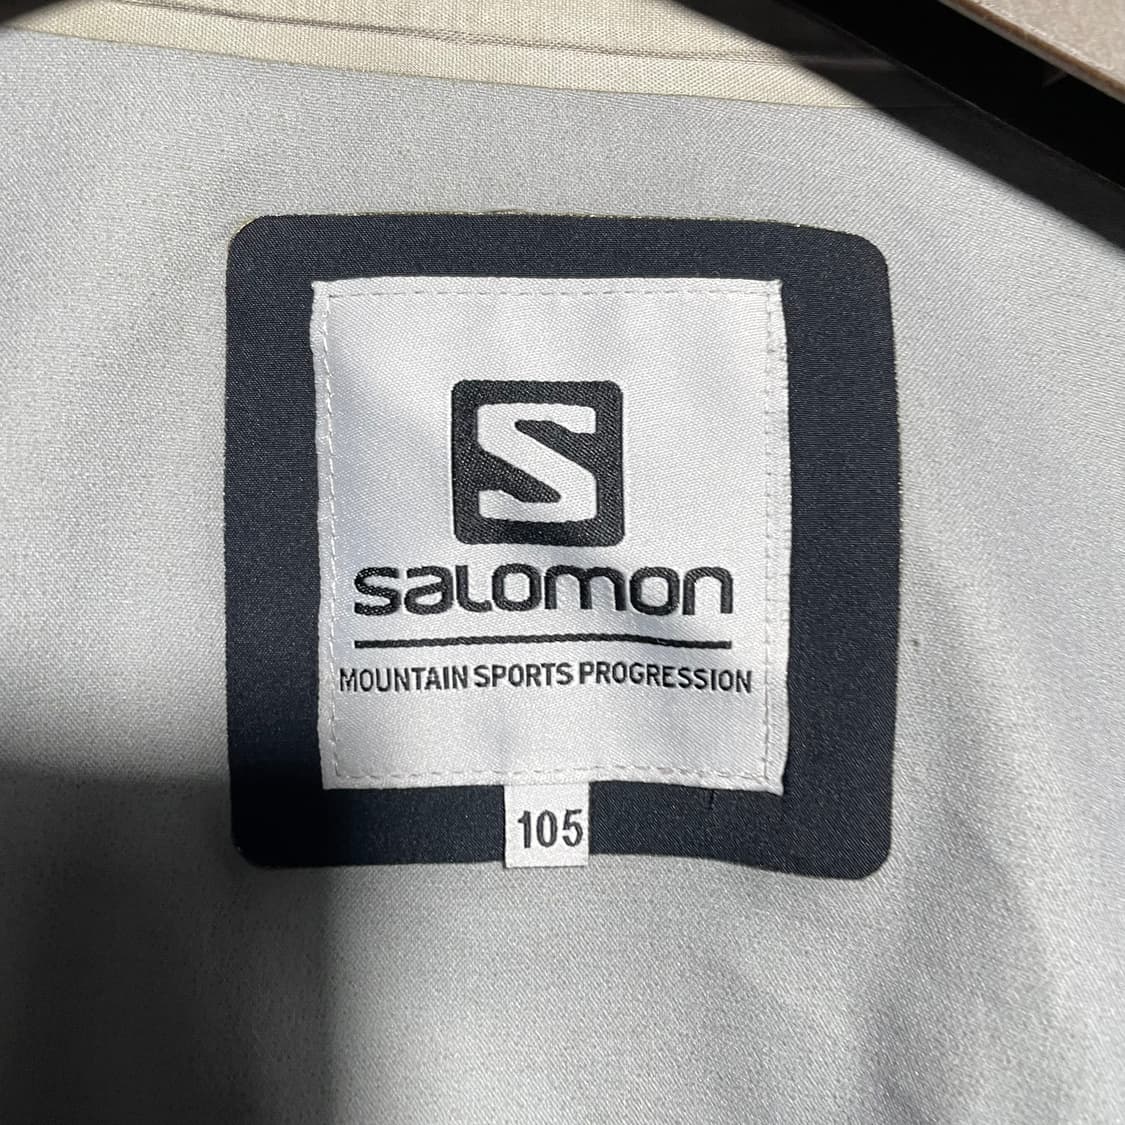 S
salomon
MOUNTAIN SPORTS PROGRESSION
105